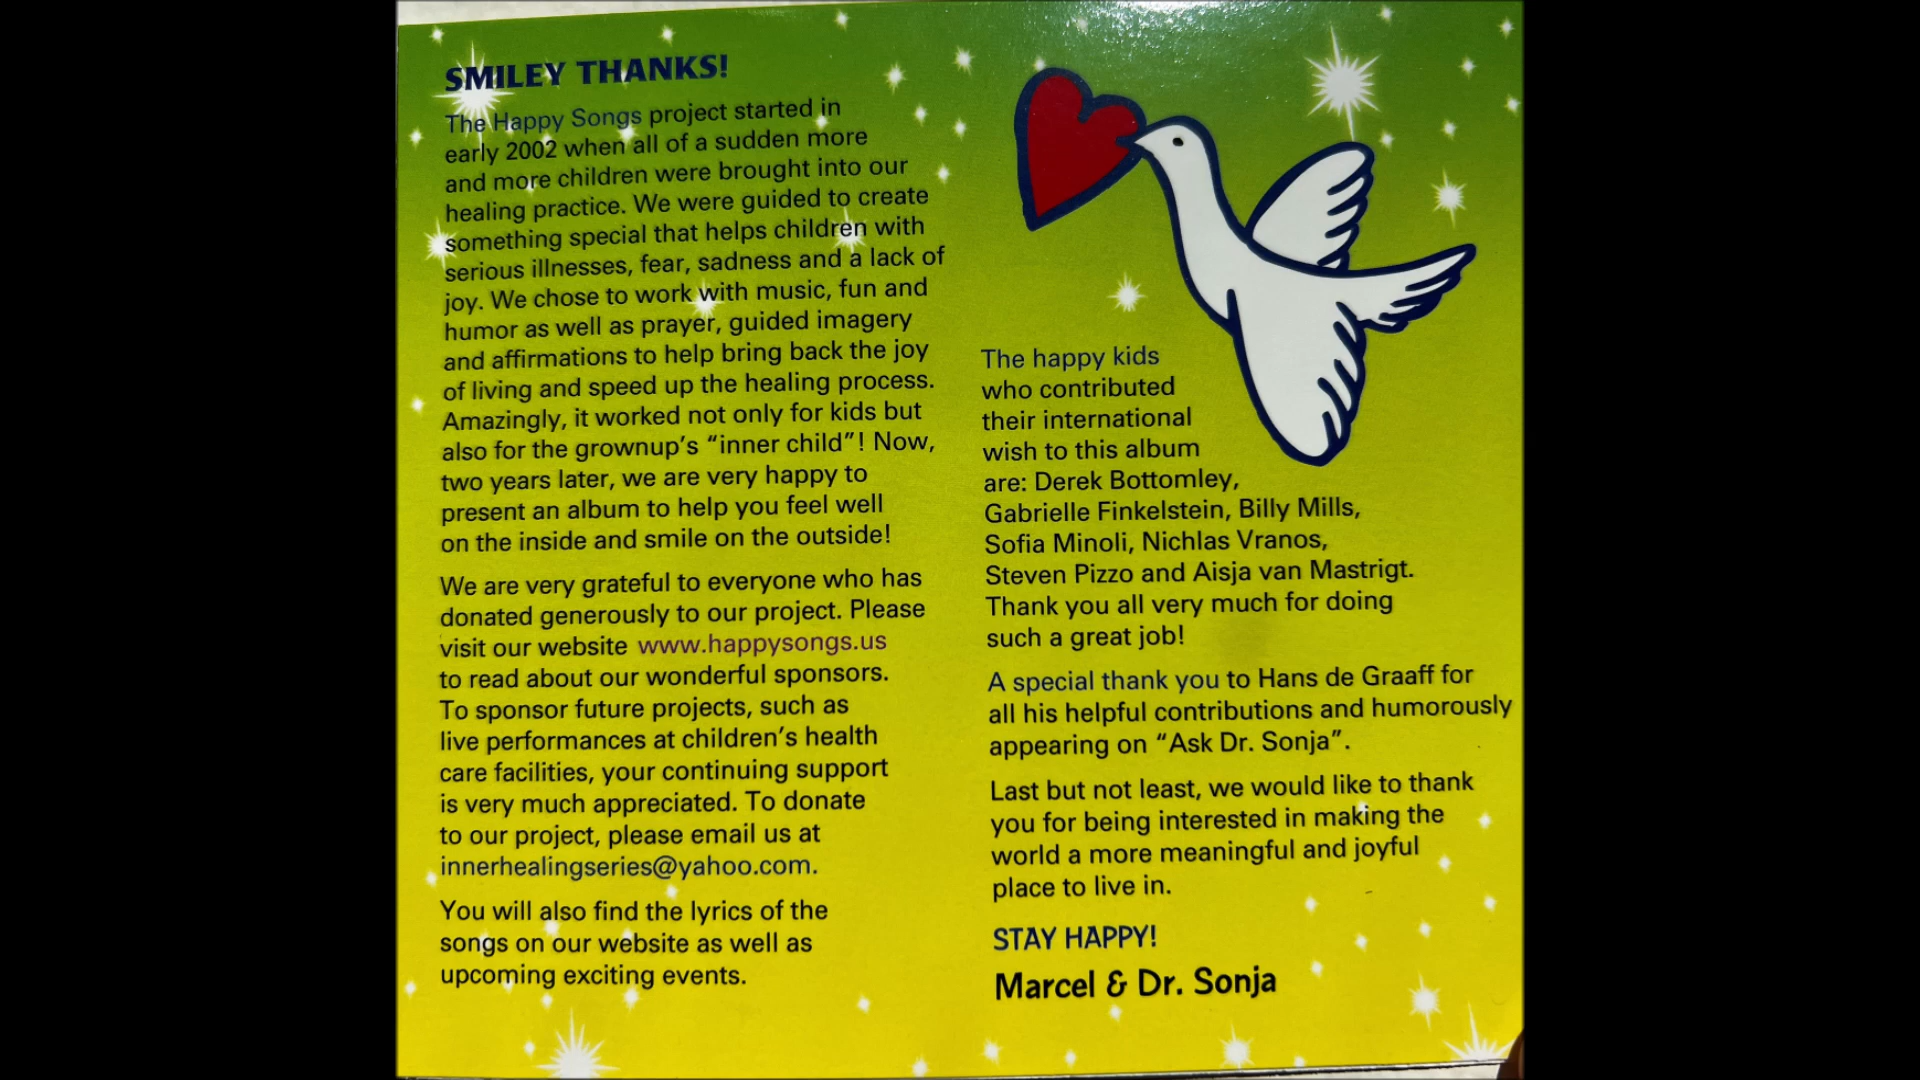 SMILEY THANKS!
The Happy Songs project started in
early 2002 when all of a sudden more
and more children were brought into our
healing practice. We were guided to create
something special that helps children with
serious illnesses, fear, sadness and a lack of
joy. We chose to work with music, fun and
humor as well as prayer, guided imagery
and affirmations to help bring back the joy
of living and speed up the healing process.
Amazingly, it worked not only for kids but
also for the grownup's “inner child”! Now,
two years later, we are very happy to
present an album to help you feel well
on the inside and smile on the outside!
We are very grateful to everyone who has
donated generously to our project. Please
visit our website www.happysongs.us
to read about our wonderful sponsors.
To sponsor future projects, such as
live performances at children's health
care facilities, your continuing support
is very much appreciated. To donate
to our project, please email us at
innerhealingseries@yahoo.com.
You will also find the lyrics of the
songs on our website as well as
upcoming exciting events.
The happy kids
who contributed
their international
wish to this album
are: Derek Bottomley,
Gabrielle Finkelstein, Billy Mills,
Sofia Minoli, Nichlas Vranos,
Steven Pizzo and Aisja van Mastrigt.
Thank you all very much for doing
such a great job!
A special thank you to Hans de Graaff for
all his helpful contributions and humorously
appearing on “Ask Dr. Sonja”.
Last but not least, we would like to thank
you for being interested in making the
world a more meaningful and joyful
place to live in.
STAY HAPPY!
Marcel & Dr. Sonja